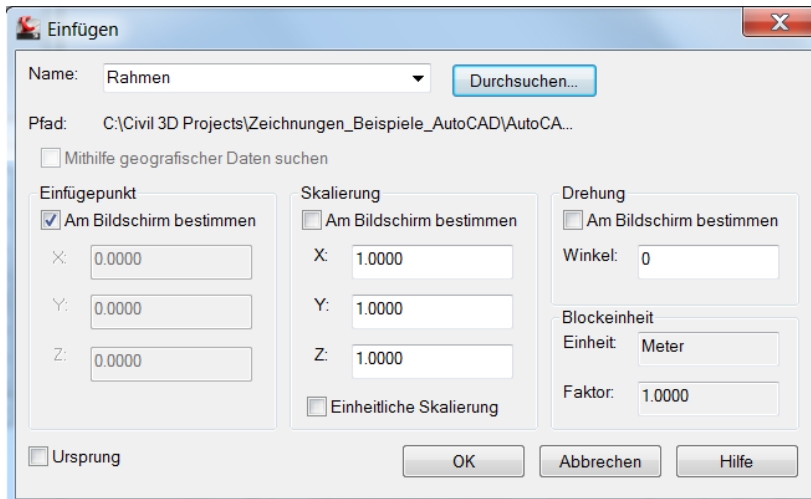 Einfügen
Name: Rahmen Durchsuchen...
Pfad: C:\Civil 3D Projects\Zeichnungen_Beispiele_AutoCAD\AutoCA...
Mithilfe geografischer Daten suchen
Einfügepunkt
Am Bildschirm bestimmen
X: 0.0000
Y: 0.0000
Z: 0.0000
Skalierung
Am Bildschirm bestimmen
X: 1.0000
Y: 1.0000
Z: 1.0000
Einheitliche Skalierung
Drehung
Am Bildschirm bestimmen
Winkel: 0
Blockeinheit
Einheit: Meter
Faktor: 1.0000
Ursprung
OK Abbrechen Hilfe